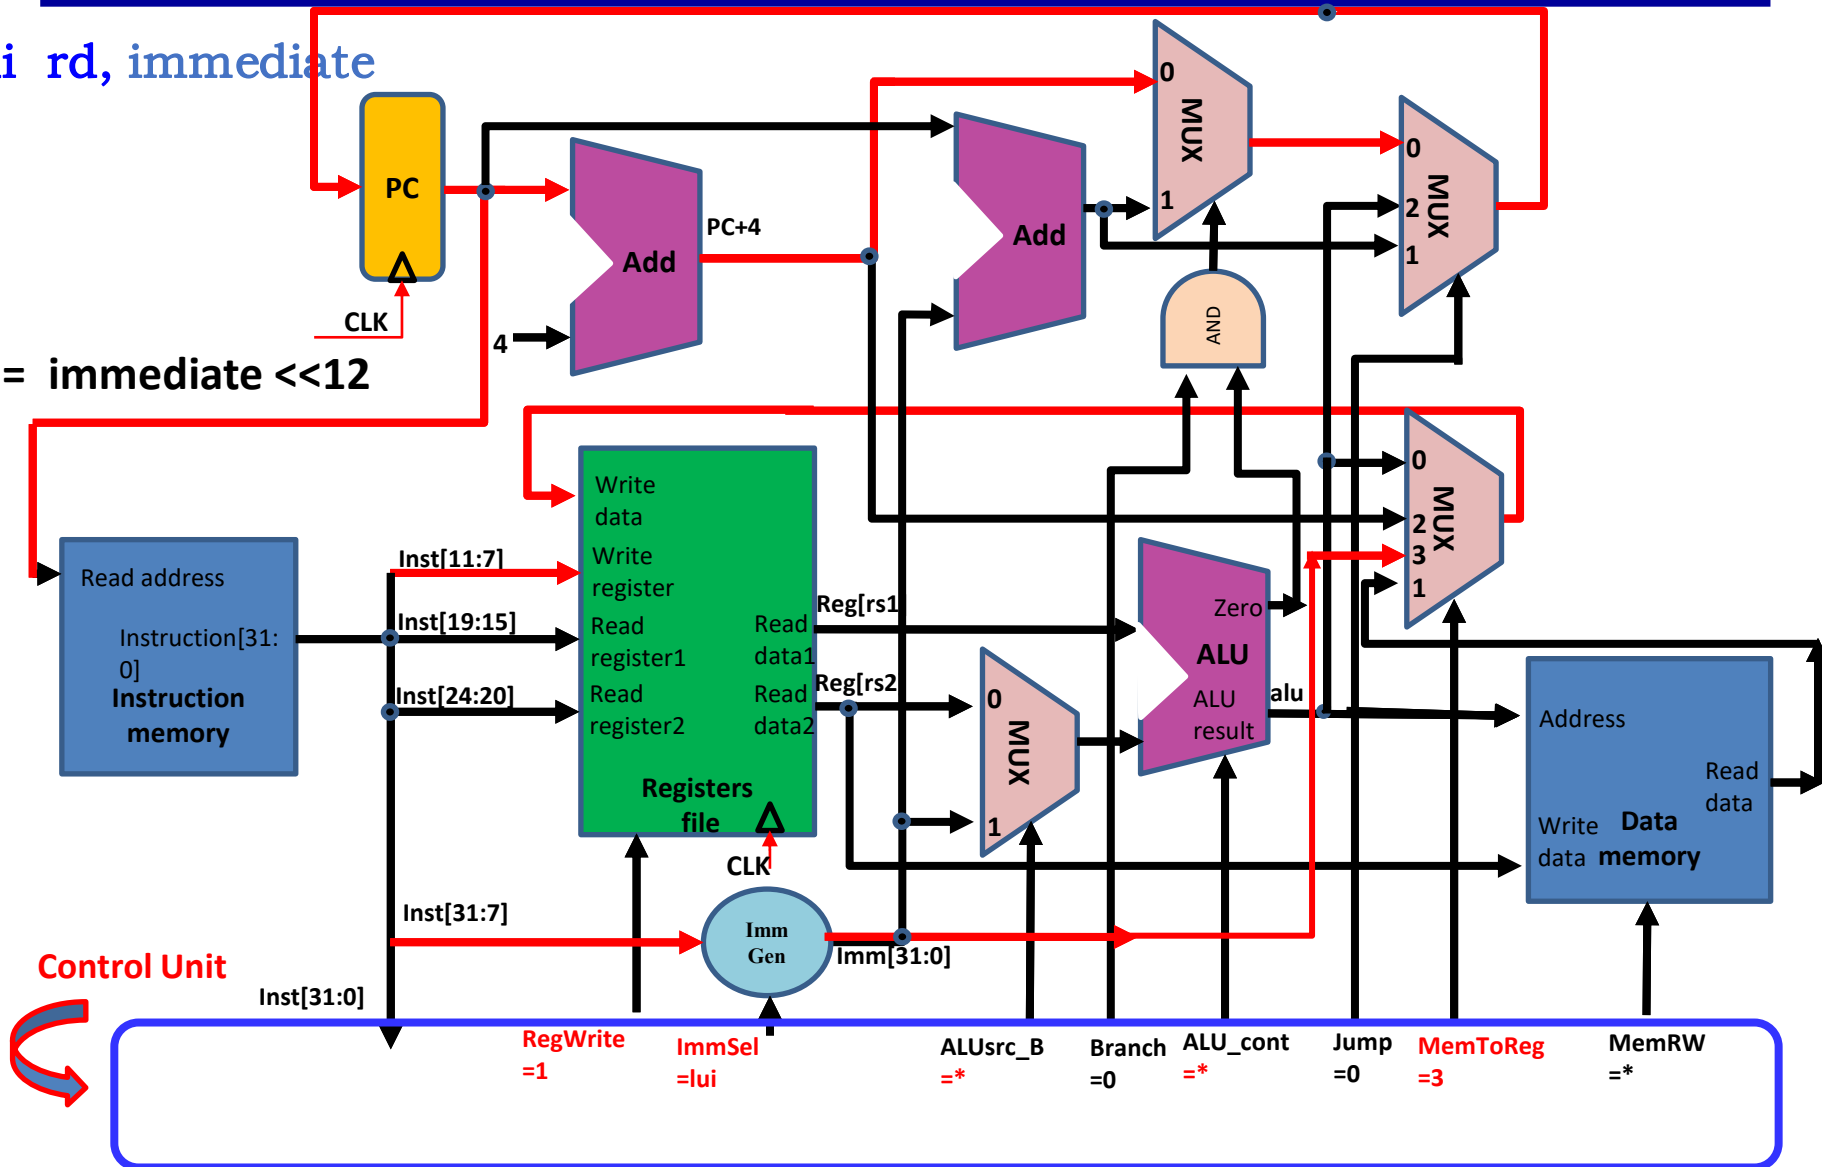 i rd, immediate
0
MUX
1
0
MUX
2
1
PC
CLK
PC+4
Add
4
Add
AND
= immediate <<12
Write
data
Write
register
Read
register1
Read
register2
Read
data1
Read
data2
Registers
file
CLK
Read address
Instruction[31:
0]
Instruction
memory
Inst[11:7]
Inst[19:15]
Inst[24:20]
Inst[31:7]
Inst[31:0]
Reg[rs1
Reg[rs2
0
MUX
1
Zero
ALU
ALU
result
alu
0
MUX
2
3
1
Address
Read
data
Write
data
Data
memory
Imm
Gen
Imm[31:0]
Control Unit
RegWrite
=1
ImmSel
=lui
ALUsrc_B
=*
Branch
=0
ALU_cont
=*
Jump
=0
MemToReg
=3
MemRW
=*